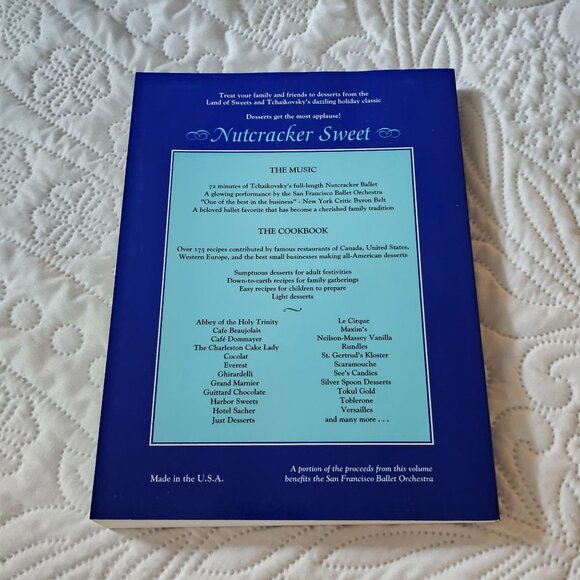 Treat your family and friends to desserts from the
Land of Sweets and Tchaikovsky's dazzling holiday classic
Desserts get the most applause!
Nutcracker Sweet
THE MUSIC
72 minutes of Tchaikovsky's full-length Nutcracker Ballet
A glowing performance by the San Francisco Ballet Orchestra
"One of the best in the business" - New York Critic Byron Belt
A beloved ballet favorite that has become a cherished family tradition
THE COOKBOOK
Over 175 recipes contributed by famous restaurants of Canada, United States,
Western Europe, and the best small businesses making all-American desserts
Sumptuous desserts for adult festivities
Down-to-earth recipes for family gatherings
Easy recipes for children to prepare
Light desserts
Abbey of the Holy Trinity
Cafe Beaujolais
Café Dommayer
The Charleston Cake Lady
Cocolat
Everest
Ghirardelli
Grand Marnier
Guittard Chocolate
Harbor Sweets
Hotel Sacher
Just Desserts
Le Cirque
Maxim's
Neilson-Massey Vanilla
Rundles
St. Gertrud's Kloster
Scaramouche
See's Candies
Silver Spoon Desserts
Tokul Gold
Toblerone
Versailles
and many more . . .
Made in the U.S.A.
A portion of the proceeds from this volume
benefits the San Francisco Ballet Orchestra